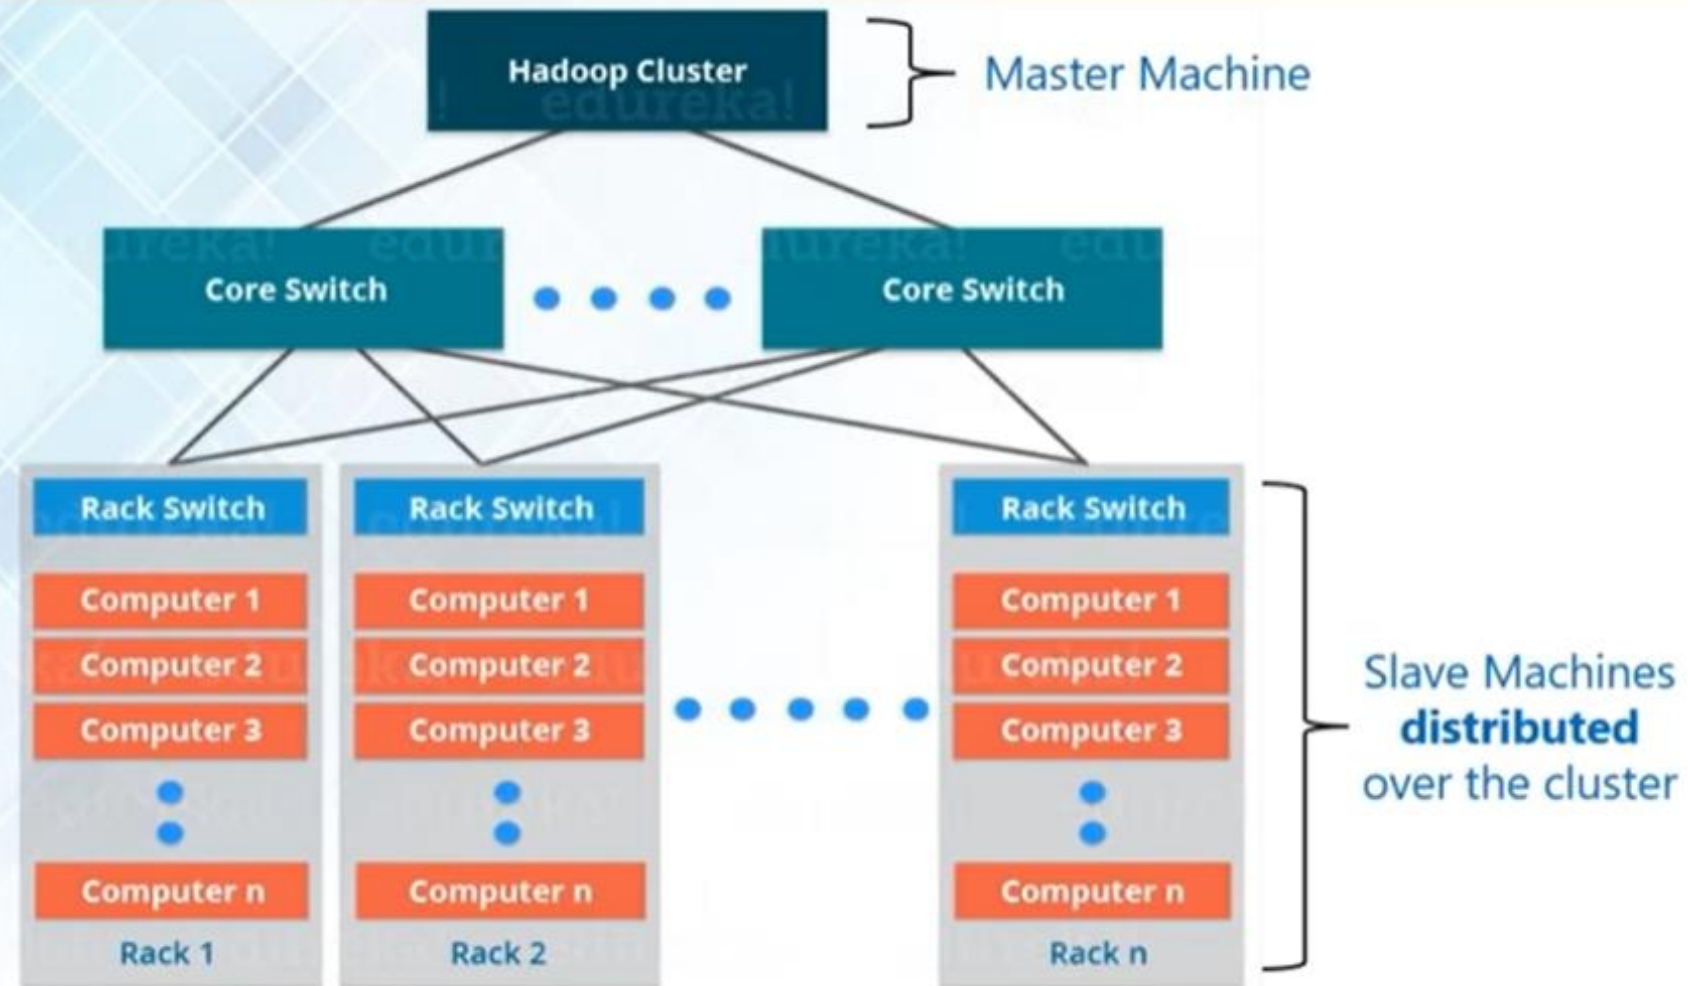 Hadoop Cluster
edureka!
Master Machine
Core Switch
Core Switch
Rack Switch
Rack Switch
Rack Switch
Computer 1
Computer 1
Computer 1
Computer 2
Computer 2
Computer 2
Computer 3
Computer 3
Computer 3
Slave Machines
distributed
over the cluster
Computer n
Computer n
Computer n
Rack 1
Rack 2
Rack n